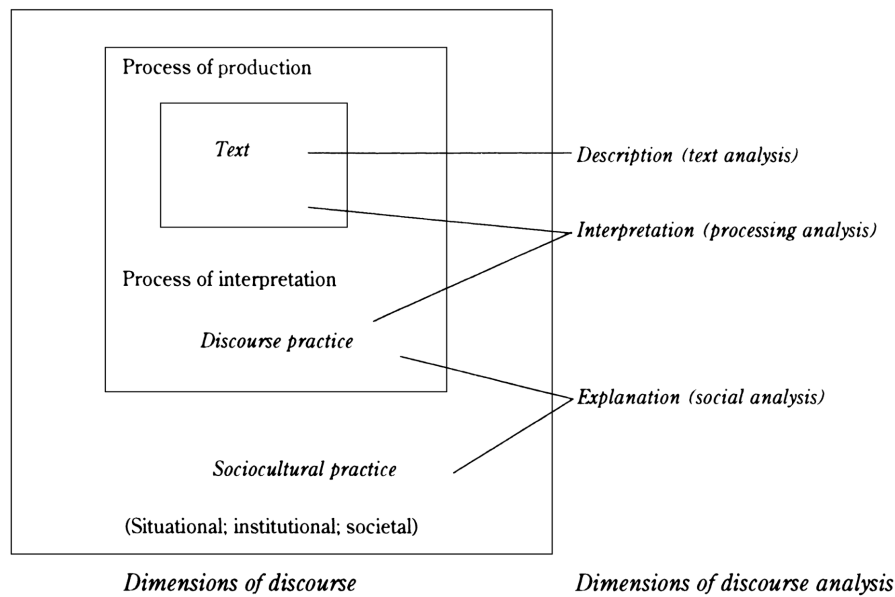 Process of production
Text
Description (text analysis)
Interpretation (processing analysis)
Process of interpretation
Discourse practice
Explanation (social analysis)
Sociocultural practice
(Situational; institutional; societal)
Dimensions of discourse
Dimensions of discourse analysis